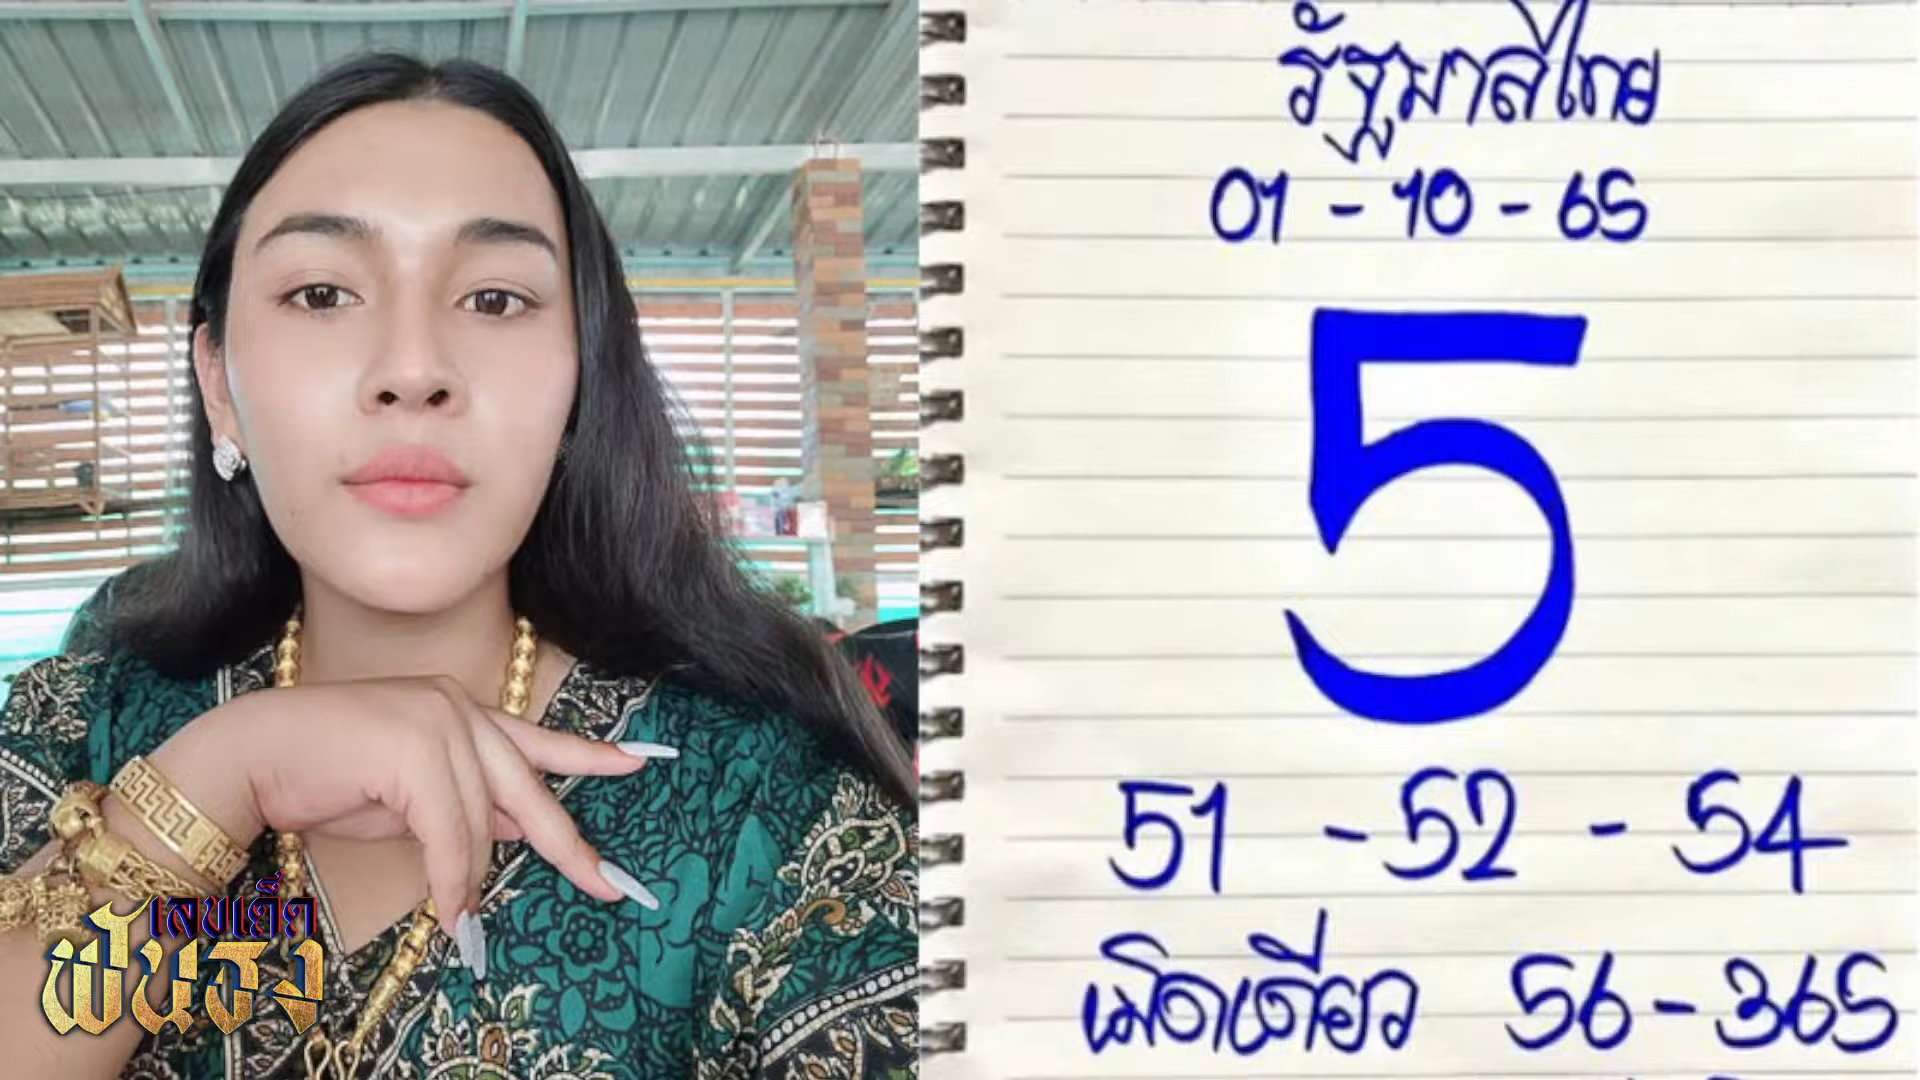 เลขเด็ด
ฟันธง
รัฐมาสไทย
01 - 10 - 65
5
51 - 52 - 54
เม็ดเดียว 56 - 365